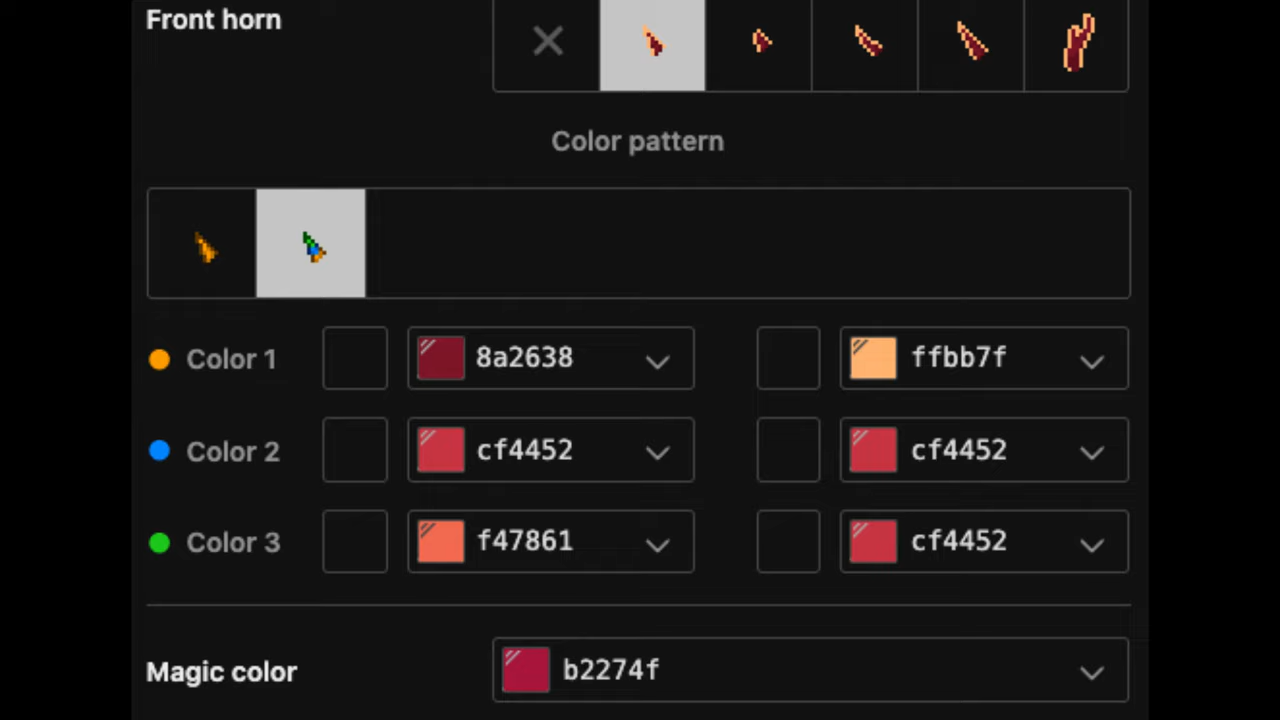 Front horn
Color pattern
Color 1 8a2638 ffbb7f
Color 2 cf4452 cf4452
Color 3 f47861 cf4452
Magic color b2274f